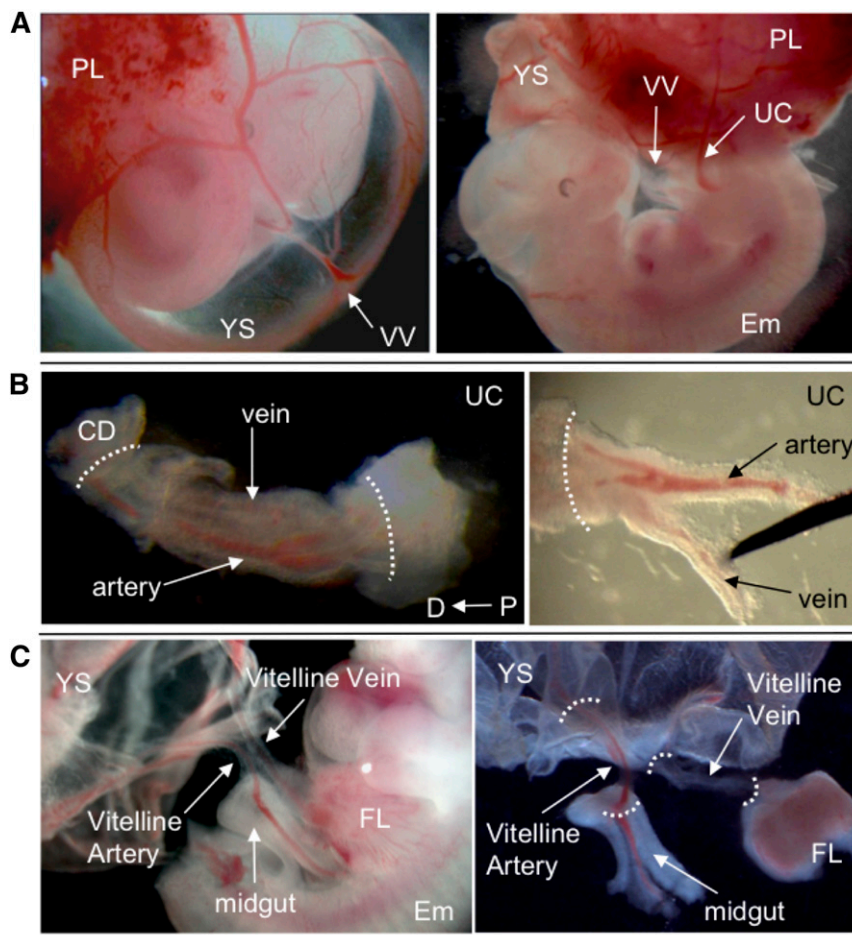 A
PL
YS
VV
YS
VV
PL
UC
Em
B
CD
vein
UC
artery
D
P
UC
artery
vein
C
YS
Vitelline Vein
Vitelline
Artery
FL
midgut
Em
YS
Vitelline
Vein
Vitelline
Artery
FL
midgut